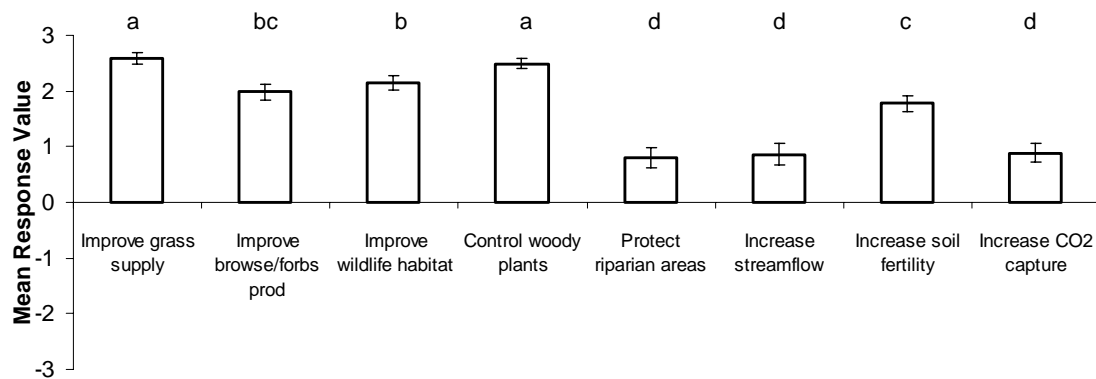 a bc b a d d c d
3
2
1
0
-1
-2
-3
Mean Response Value
Improve grass
supply
Improve
browse/forbs
prod
Improve
wildlife habitat
Control woody
plants
Protect
riparian areas
Increase
streamflow
Increase soil
fertility
Increase CO2
capture